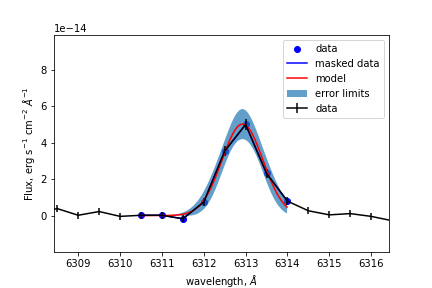 1e−14
data
masked data
model
error limits
data
8
6
4
2
0
Flux, erg s⁻¹ cm⁻² Å⁻¹
6309 6310 6311 6312 6313 6314 6315 6316
wavelength, Å